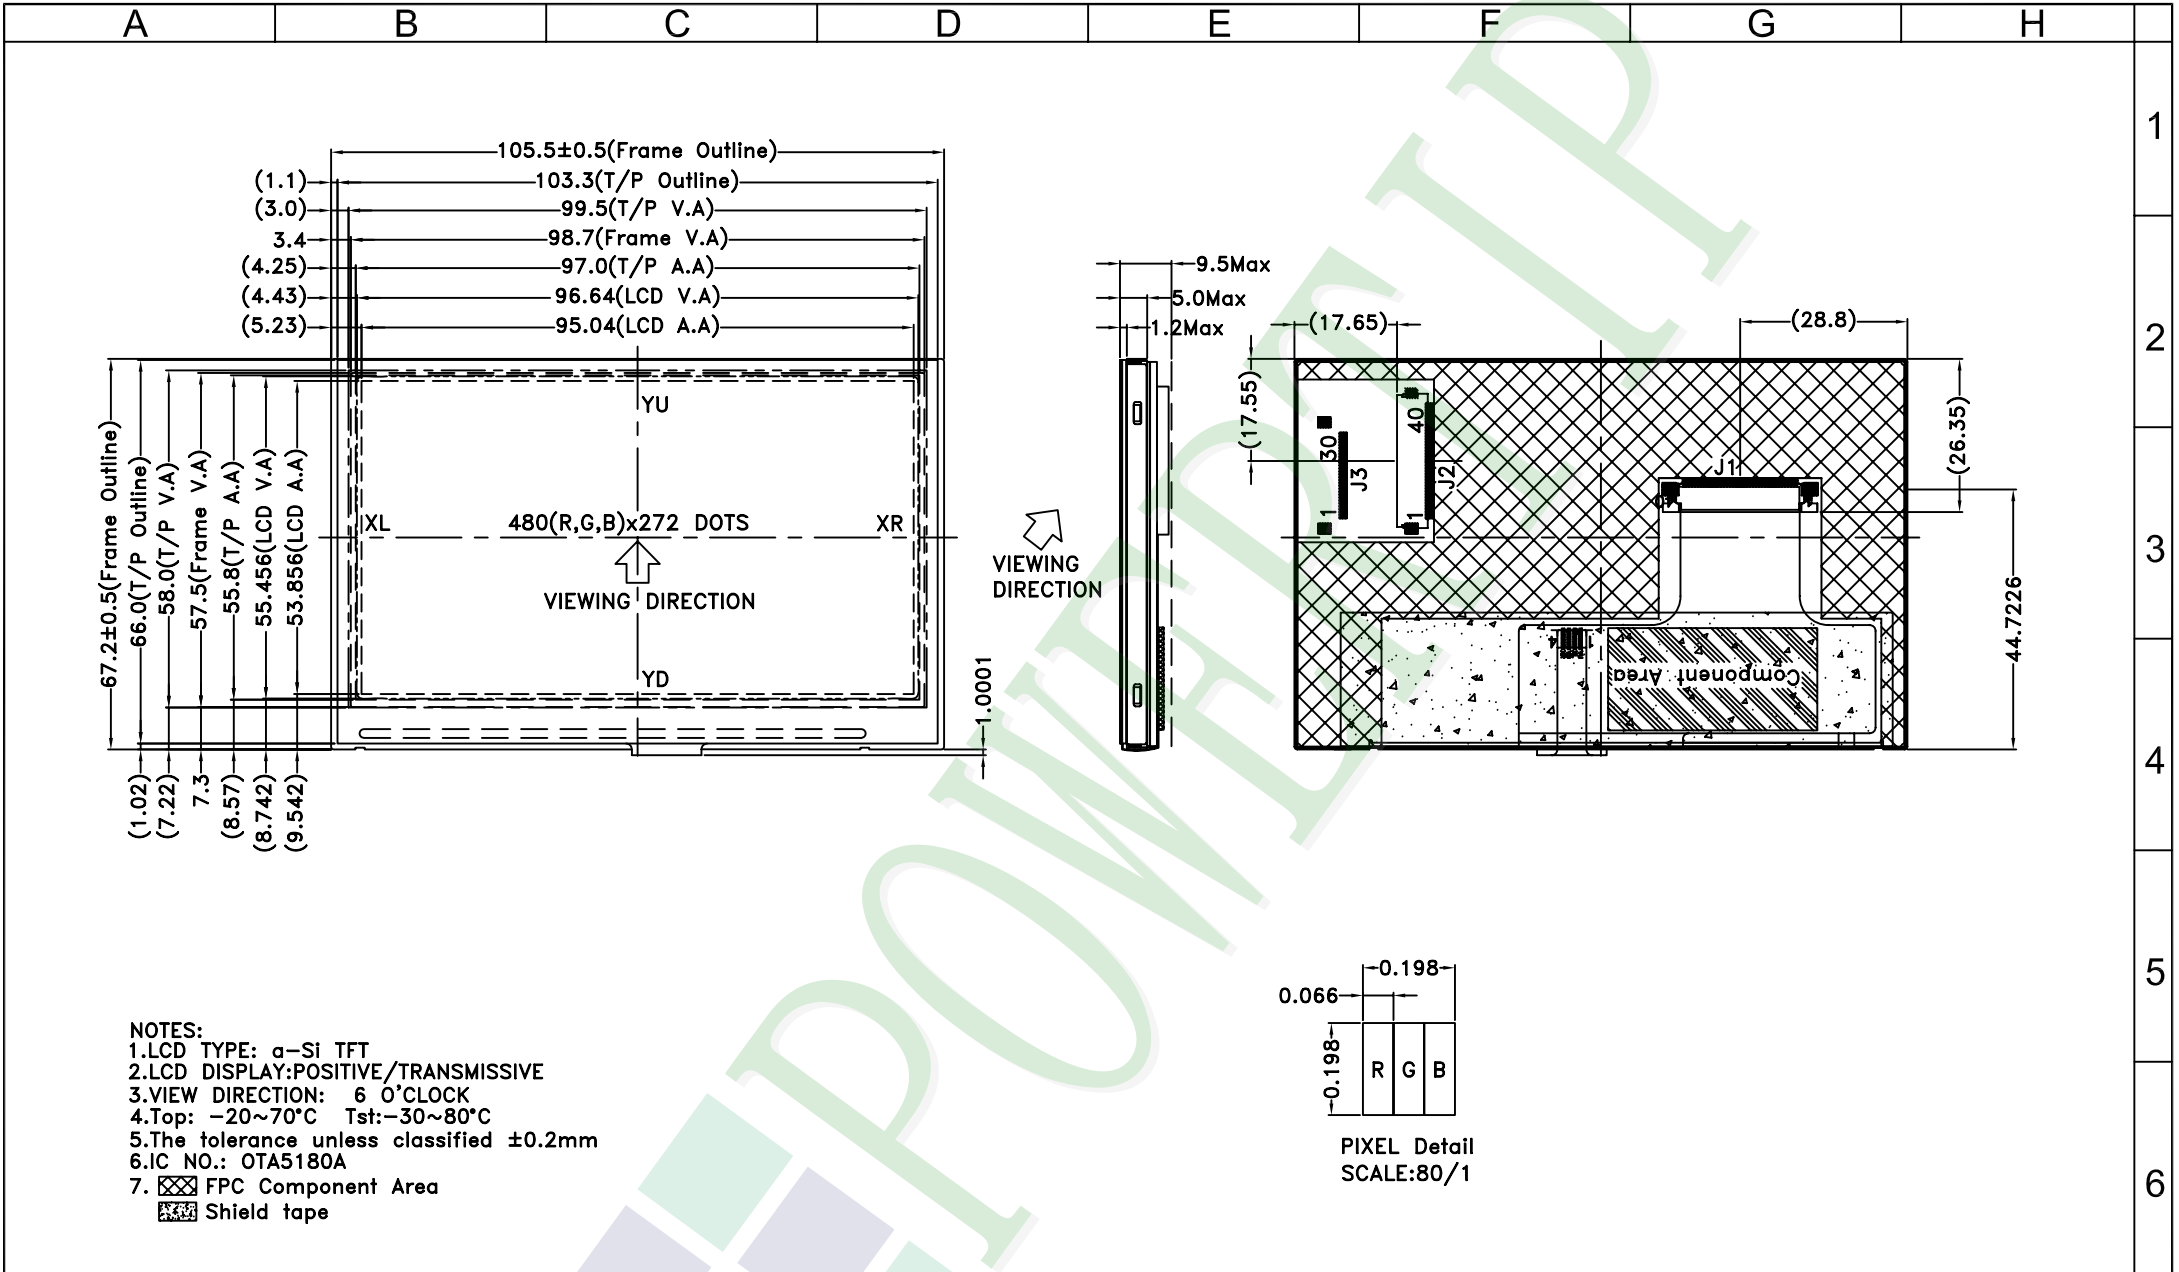 A B C D E F G H
1
2
3
4
5
6
105.5±0.5(Frame Outline)
(1.1) 103.3(T/P Outline)
(3.0) 99.5(T/P V.A)
3.4 98.7(Frame V.A)
(4.25) 97.0(T/P A.A)
(4.43) 96.64(LCD V.A)
(5.23) 95.04(LCD A.A)
67.2±0.5(Frame Outline)
66.0(T/P Outline)
58.0(T/P V.A)
57.5(Frame V.A)
55.8(T/P A.A)
55.456(LCD V.A)
53.856(LCD A.A)
(1.02)
(7.22)
7.3
(8.57)
(8.742)
(9.542)
YU
XL 480(R,G,B)x272 DOTS XR
VIEWING DIRECTION
YD
1.0001
VIEWING
DIRECTION
9.5Max
5.0Max
1.2Max
(17.65)
(28.8)
(17.55)
(26.35)
44.7226
30
J3
1
40
J2
1
J1
4
1
Component Area
0.198
0.066
0.198
R G B
PIXEL Detail
SCALE:80/1
NOTES:
1.LCD TYPE: a-Si TFT
2.LCD DISPLAY:POSITIVE/TRANSMISSIVE
3.VIEW DIRECTION: 6 O'CLOCK
4.Top: -20~70°C Tst:-30~80°C
5.The tolerance unless classified ±0.2mm
6.IC NO.: OTA5180A
7. FPC Component Area
Shield tape
POWERTIP